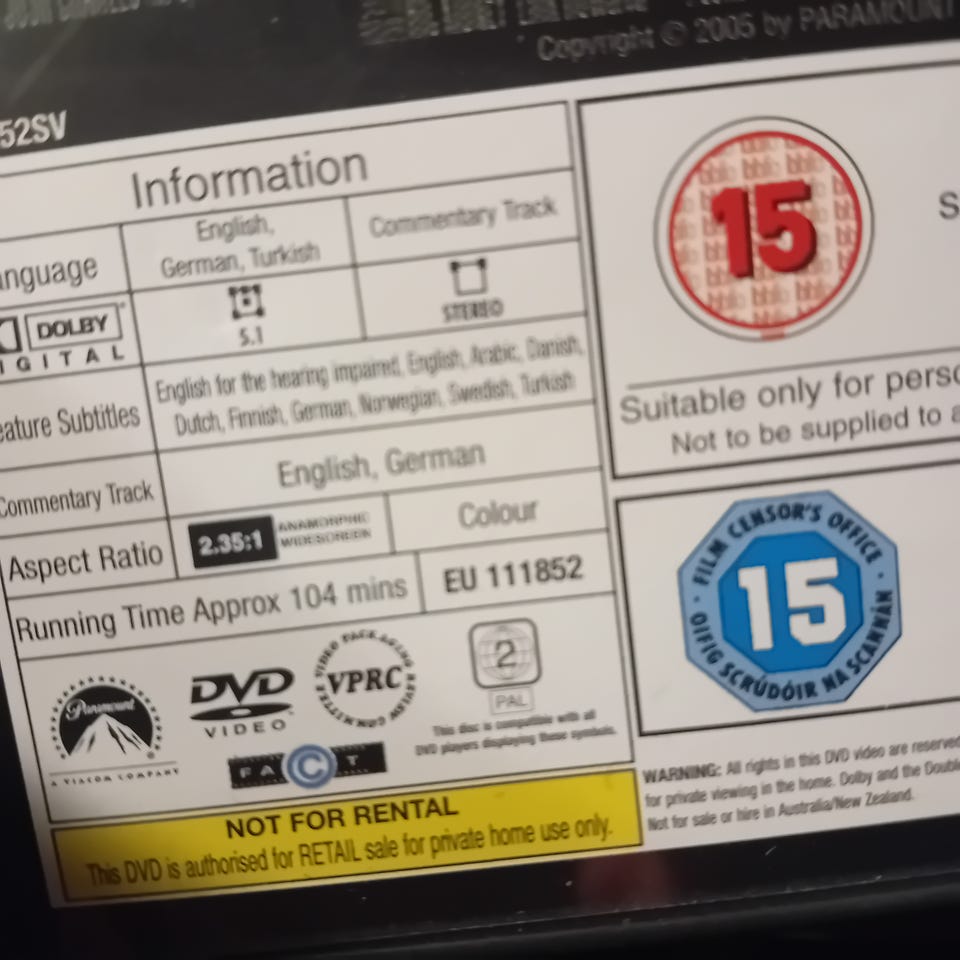 Copyright © 2005 by PARAMOUNT
52SV
Information
nguage
English,
German, Turkish
Commentary Track
DOLBY
IGITAL
5.1
STEREO
eature Subtitles
English for the hearing impaired, English, Arabic, Danish,
Dutch, Finnish, German, Norwegian, Swedish, Turkish
Commentary Track
English, German
Aspect Ratio
2.35:1
ANAMORPHIC
WIDESCREEN
Colour
Running Time Approx 104 mins
EU 111852
Paramount
A VIACOM COMPANY
DVD
VIDEO
VIDEO PACKAGING REVIEW COMMITTEE
VPRC
2
PAL
This disc is compatible with all
DVD players displaying these symbols.
FACT
NOT FOR RENTAL
This DVD is authorised for RETAIL sale for private home use only.
bbfc
15
S
Suitable only for perso
Not to be supplied to a
FILM CENSOR'S OFFICE
15
OIFIG SCRÚDÓIR NA SCANNÁN
WARNING: All rights in this DVD video are reserved
for private viewing in the home. Dolby and the Double
Not for sale or hire in Australia/New Zealand.